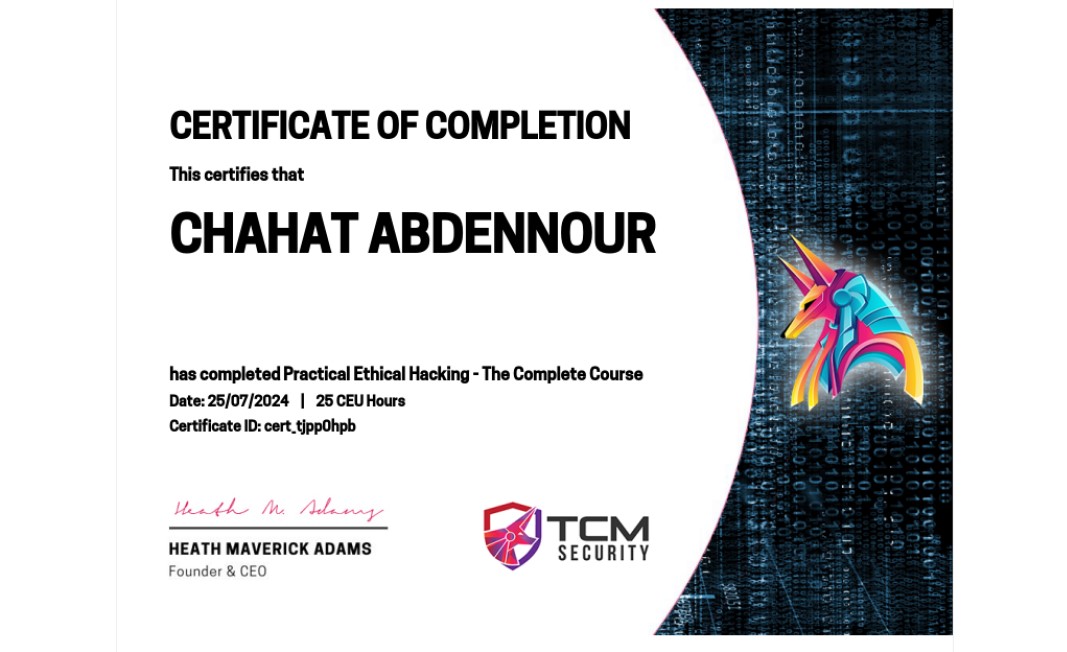 CERTIFICATE OF COMPLETION
This certifies that
CHAHAT ABDENNOUR
has completed Practical Ethical Hacking - The Complete Course
Date: 25/07/2024 | 25 CEU Hours
Certificate ID: cert_tjpp0hpb
Heath M. Adams
HEATH MAVERICK ADAMS
Founder & CEO
TCM
SECURITY